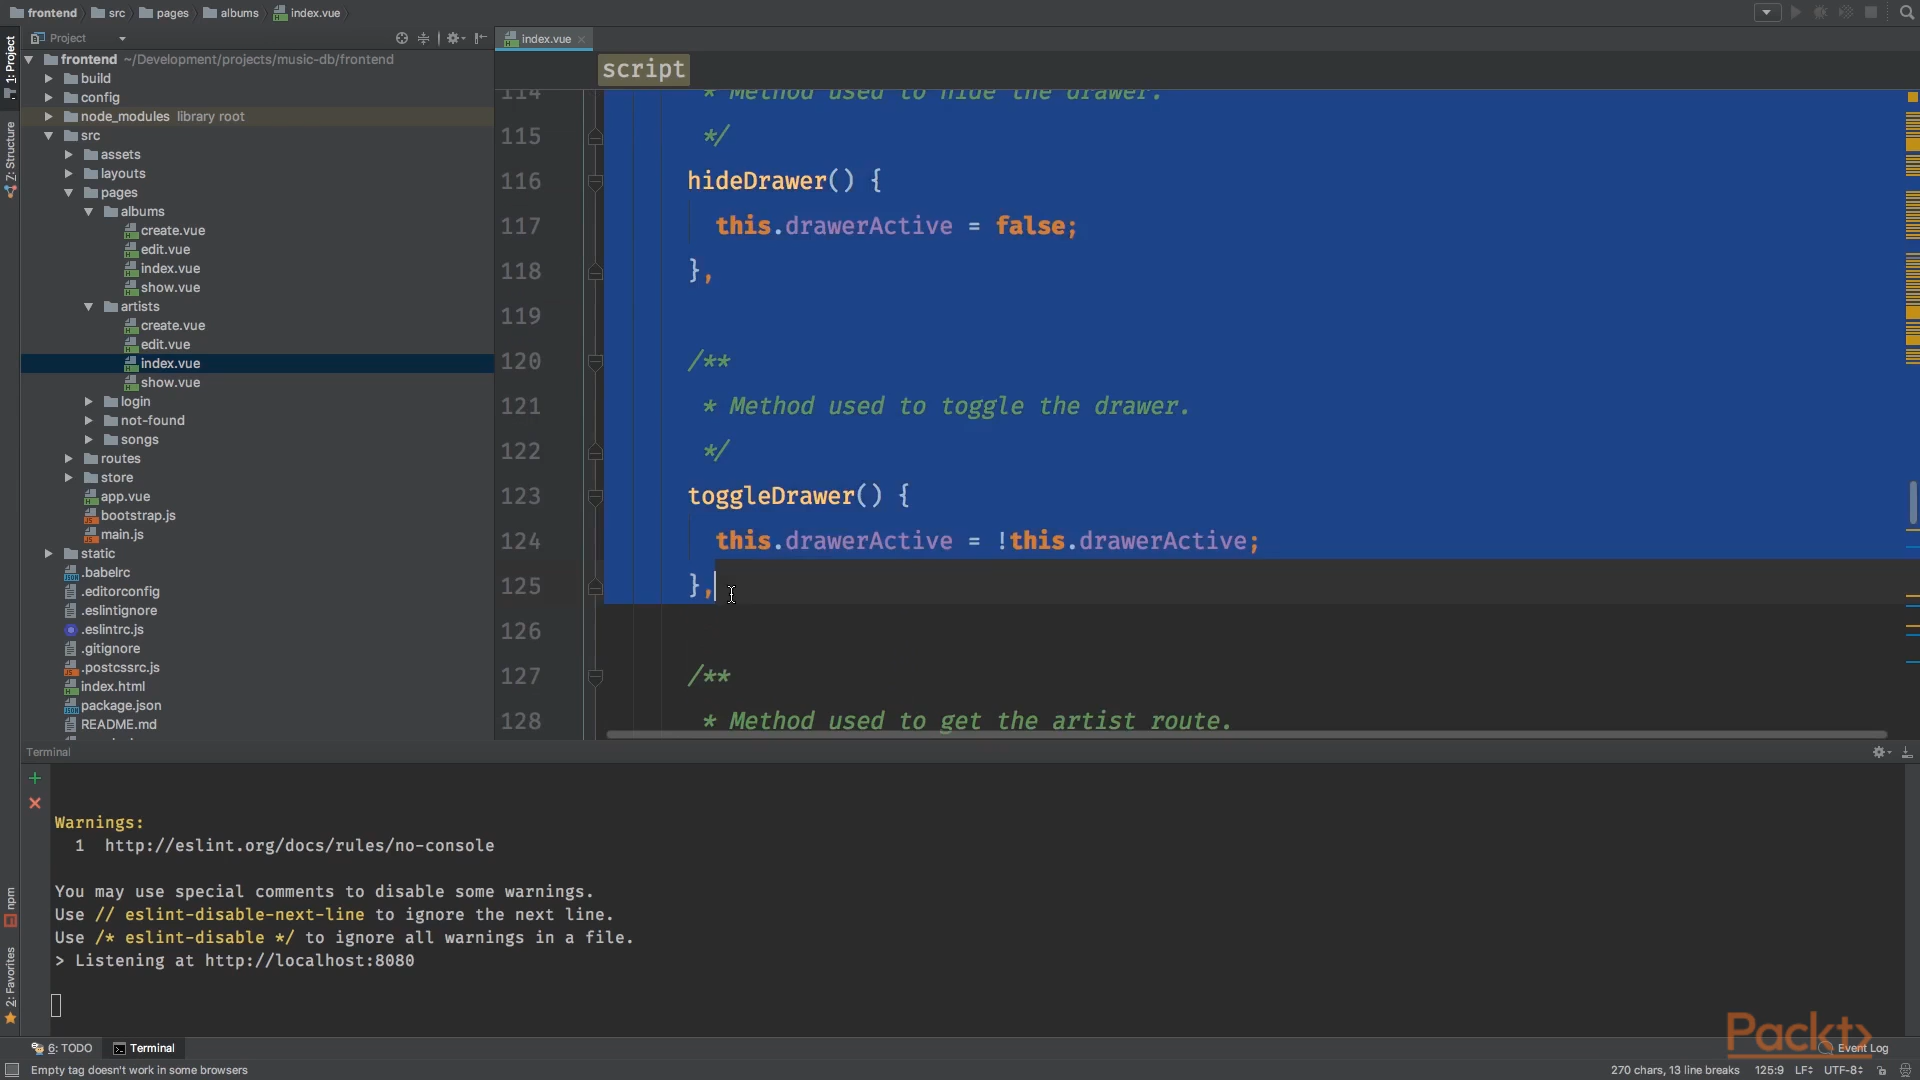 frontend src pages albums index.vue
1: Project
Project
index.vue
frontend ~/Development/projects/music-db/frontend
build
config
node_modules library root
src
assets
layouts
pages
albums
create.vue
edit.vue
index.vue
show.vue
artists
create.vue
edit.vue
index.vue
show.vue
login
not-found
songs
routes
store
app.vue
bootstrap.js
main.js
static
.babelrc
.editorconfig
.eslintignore
.eslintrc.js
.gitignore
.postcssrc.js
index.html
package.json
README.md
Z: Structure
script
114 * Method used to hide the drawer.
115 */
116 hideDrawer() {
117 this.drawerActive = false;
118 },
119
120 /**
121 * Method used to toggle the drawer.
122 */
123 toggleDrawer() {
124 this.drawerActive = !this.drawerActive;
125 },
126
127 /**
128 * Method used to get the artist route.
Terminal
Warnings:
1 http://eslint.org/docs/rules/no-console
You may use special comments to disable some warnings.
Use // eslint-disable-next-line to ignore the next line.
Use /* eslint-disable */ to ignore all warnings in a file.
> Listening at http://localhost:8080
npm
2: Favorites
Packt>
6: TODO Terminal
Event Log
Empty tag doesn't work in some browsers
270 chars, 13 line breaks 125:9 LF UTF-8